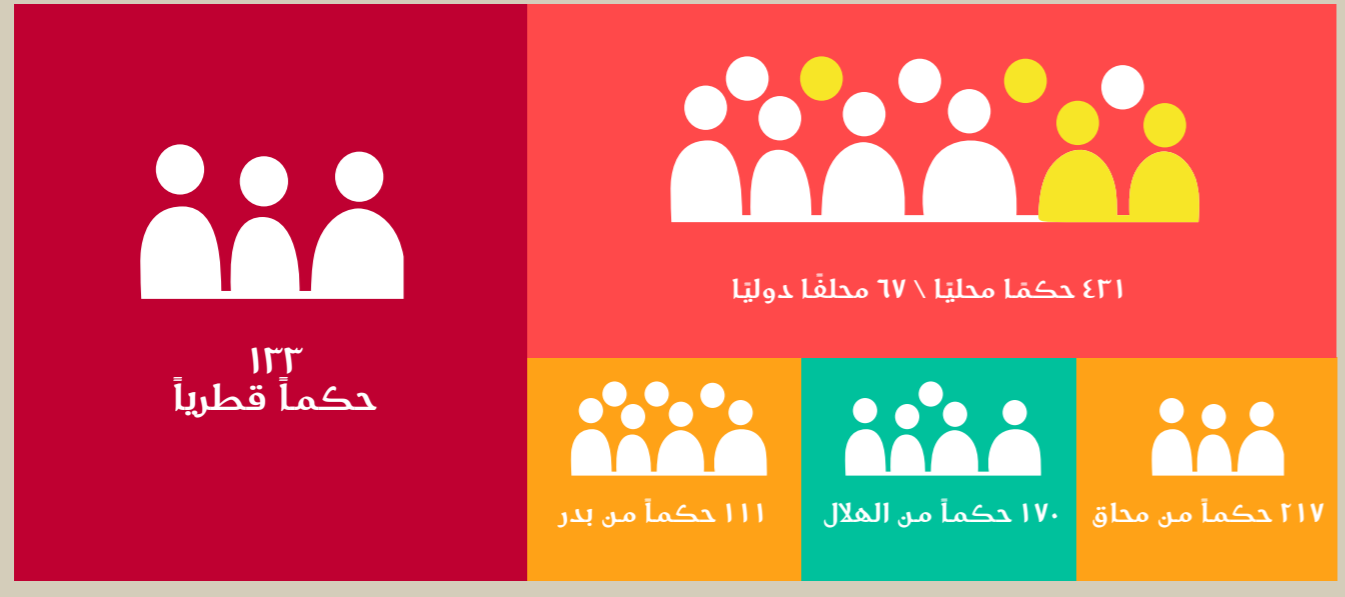 ٤٣١ حكمًا محليًا \ ٦٧ محلفًا دوليًا
١٣٣
حكماً قطرياً
٢١٧ حكماً من محاق
١٧٠ حكماً من الهلال
١١١ حكماً من بدر